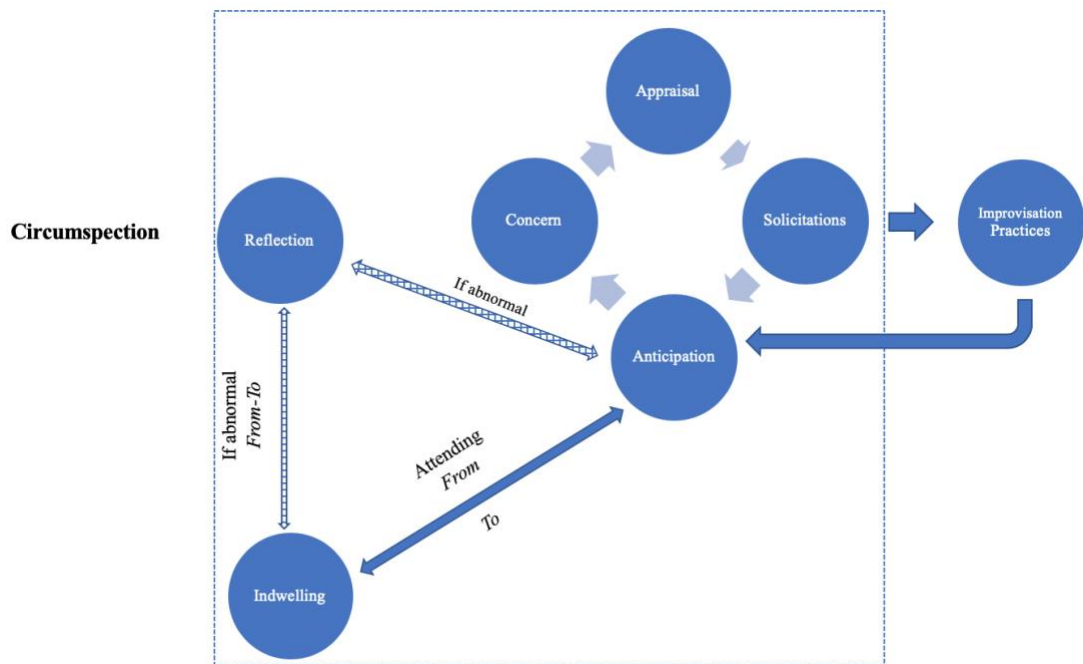 Appraisal
Concern
Solicitations
Improvisation
Practices
Circumspection
Reflection
If abnormal
Anticipation
If abnormal
From-To
Attending
From
To
Indwelling